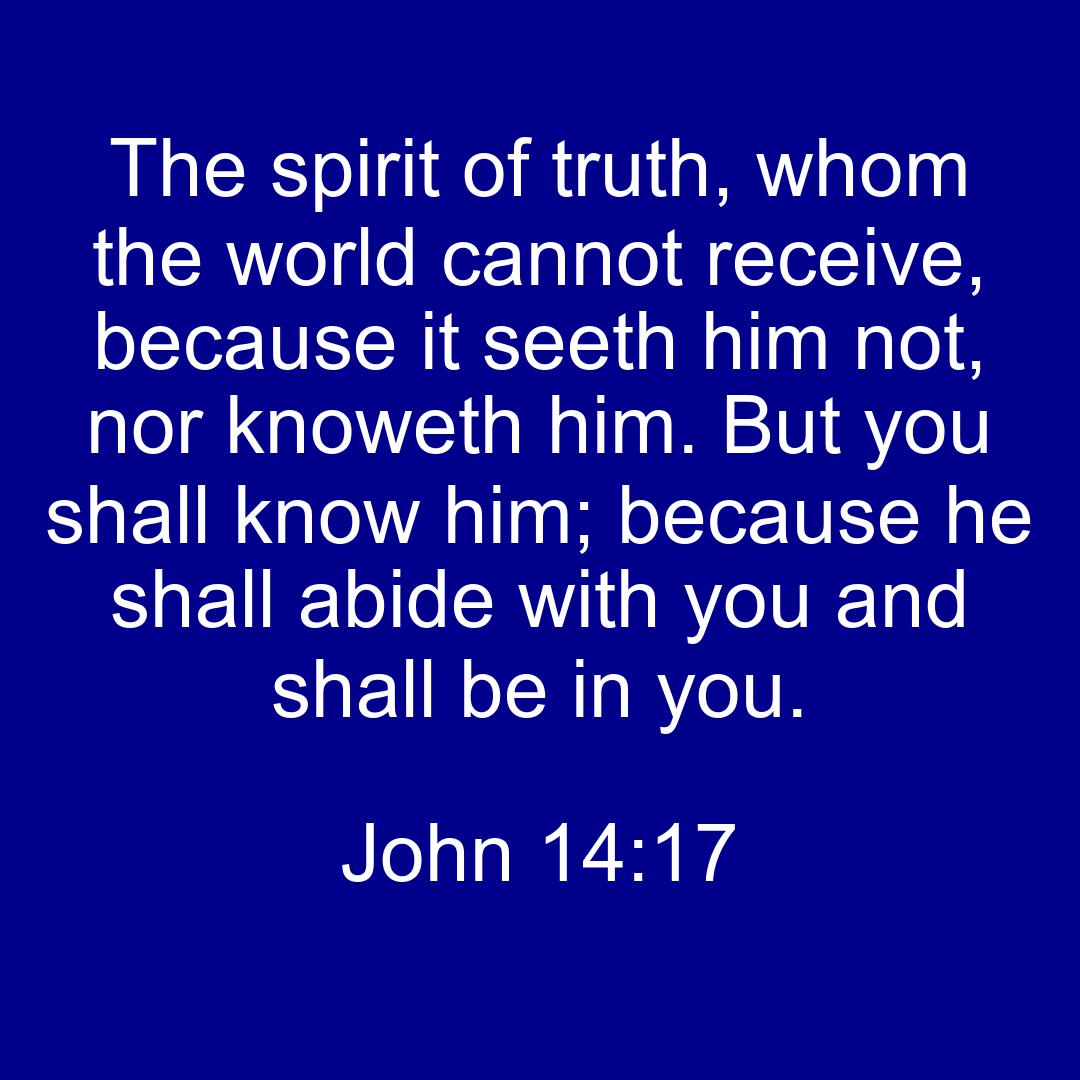 The spirit of truth, whom
the world cannot receive,
because it seeth him not,
nor knoweth him. But you
shall know him; because he
shall abide with you and
shall be in you.
John 14:17